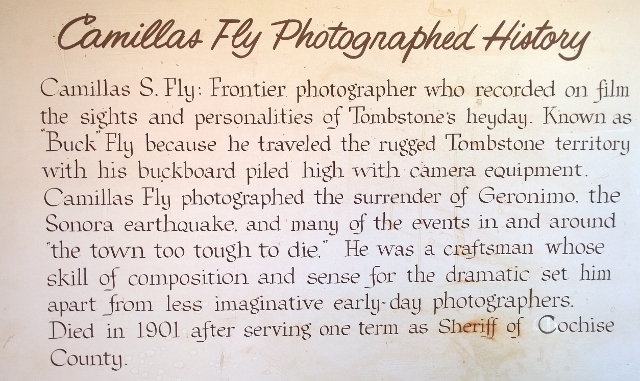 Camillas Fly Photographed History
Camillas S. Fly: Frontier photographer who recorded on film
the sights and personalities of Tombstone's heyday. Known as
"Buck" Fly because he traveled the rugged Tombstone territory
with his buckboard piled high with camera equipment.
Camillas Fly photographed the surrender of Geronimo, the
Sonora earthquake, and many of the events in and around
"the town too tough to die." He was a craftsman whose
skill of composition and sense for the dramatic set him
apart from less imaginative early-day photographers.
Died in 1901 after serving one term as Sheriff of Cochise
County.